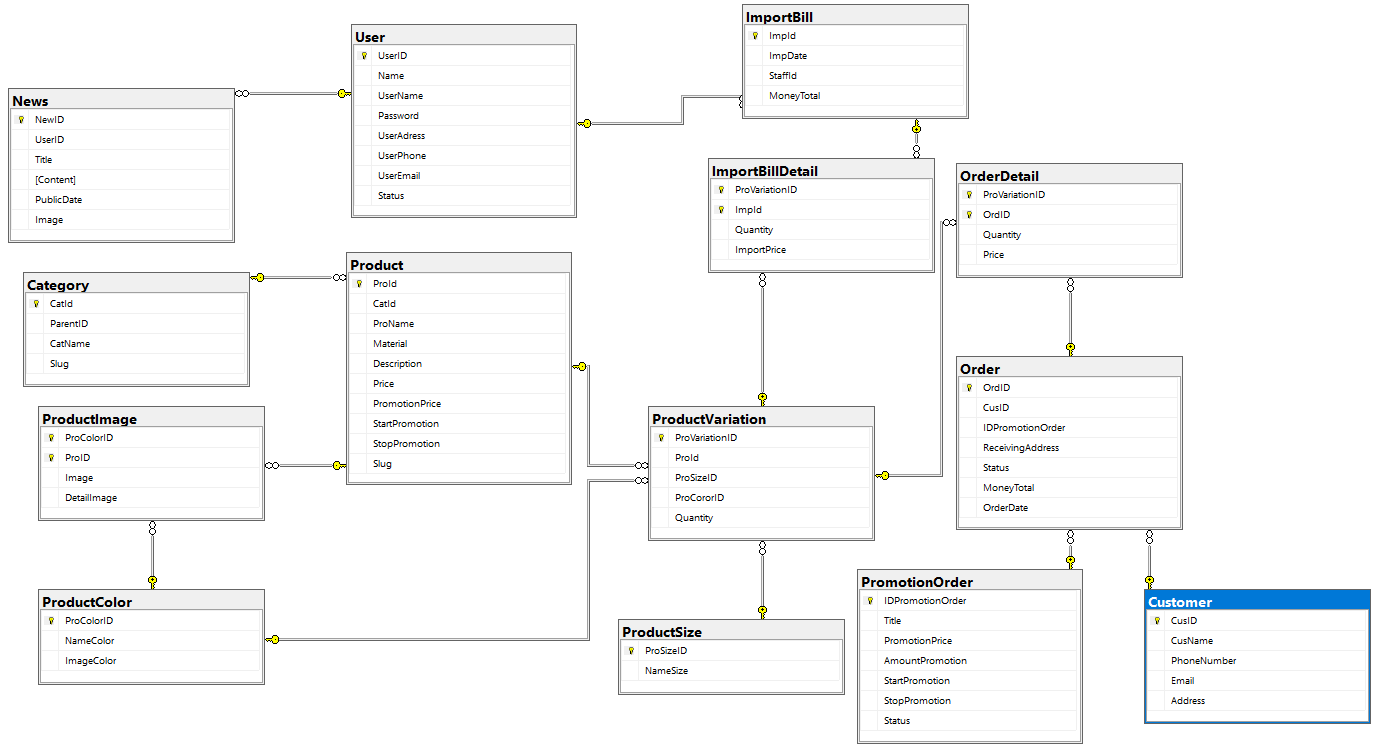 ImportBill
ImpId
ImpDate
StaffId
MoneyTotal
User
UserID
Name
UserName
Password
UserAdress
UserPhone
UserEmail
Status
News
NewID
UserID
Title
[Content]
PublicDate
Image
ImportBillDetail
ProVariationID
ImpId
Quantity
ImportPrice
OrderDetail
ProVariationID
OrdID
Quantity
Price
Product
ProId
CatId
ProName
Material
Description
Price
PromotionPrice
StartPromotion
StopPromotion
Slug
Category
CatId
ParentID
CatName
Slug
Order
OrdID
CusID
IDPromotionOrder
ReceivingAddress
Status
MoneyTotal
OrderDate
ProductImage
ProColorID
ProID
Image
DetailImage
ProductVariation
ProVariationID
ProId
ProSizeID
ProCororID
Quantity
PromotionOrder
IDPromotionOrder
Title
PromotionPrice
AmountPromotion
StartPromotion
StopPromotion
Status
ProductColor
ProColorID
NameColor
ImageColor
Customer
CusID
CusName
PhoneNumber
Email
Address
ProductSize
ProSizeID
NameSize